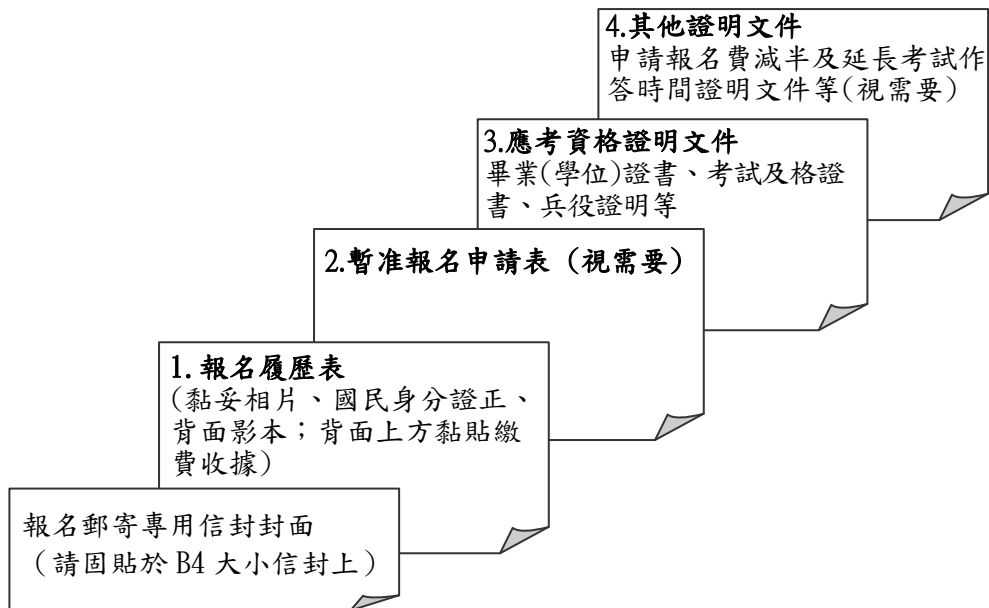 4.其他證明文件
申請報名費減半及延長考試作
答時間證明文件等(視需要)
3.應考資格證明文件
畢業(學位)證書、考試及格證
書、兵役證明等
2.暫准報名申請表（視需要）
1.報名履歷表
(黏妥相片、國民身分證正、
背面影本；背面上方黏貼繳
費收據)
報名郵寄專用信封封面
（請固貼於 B4 大小信封上）